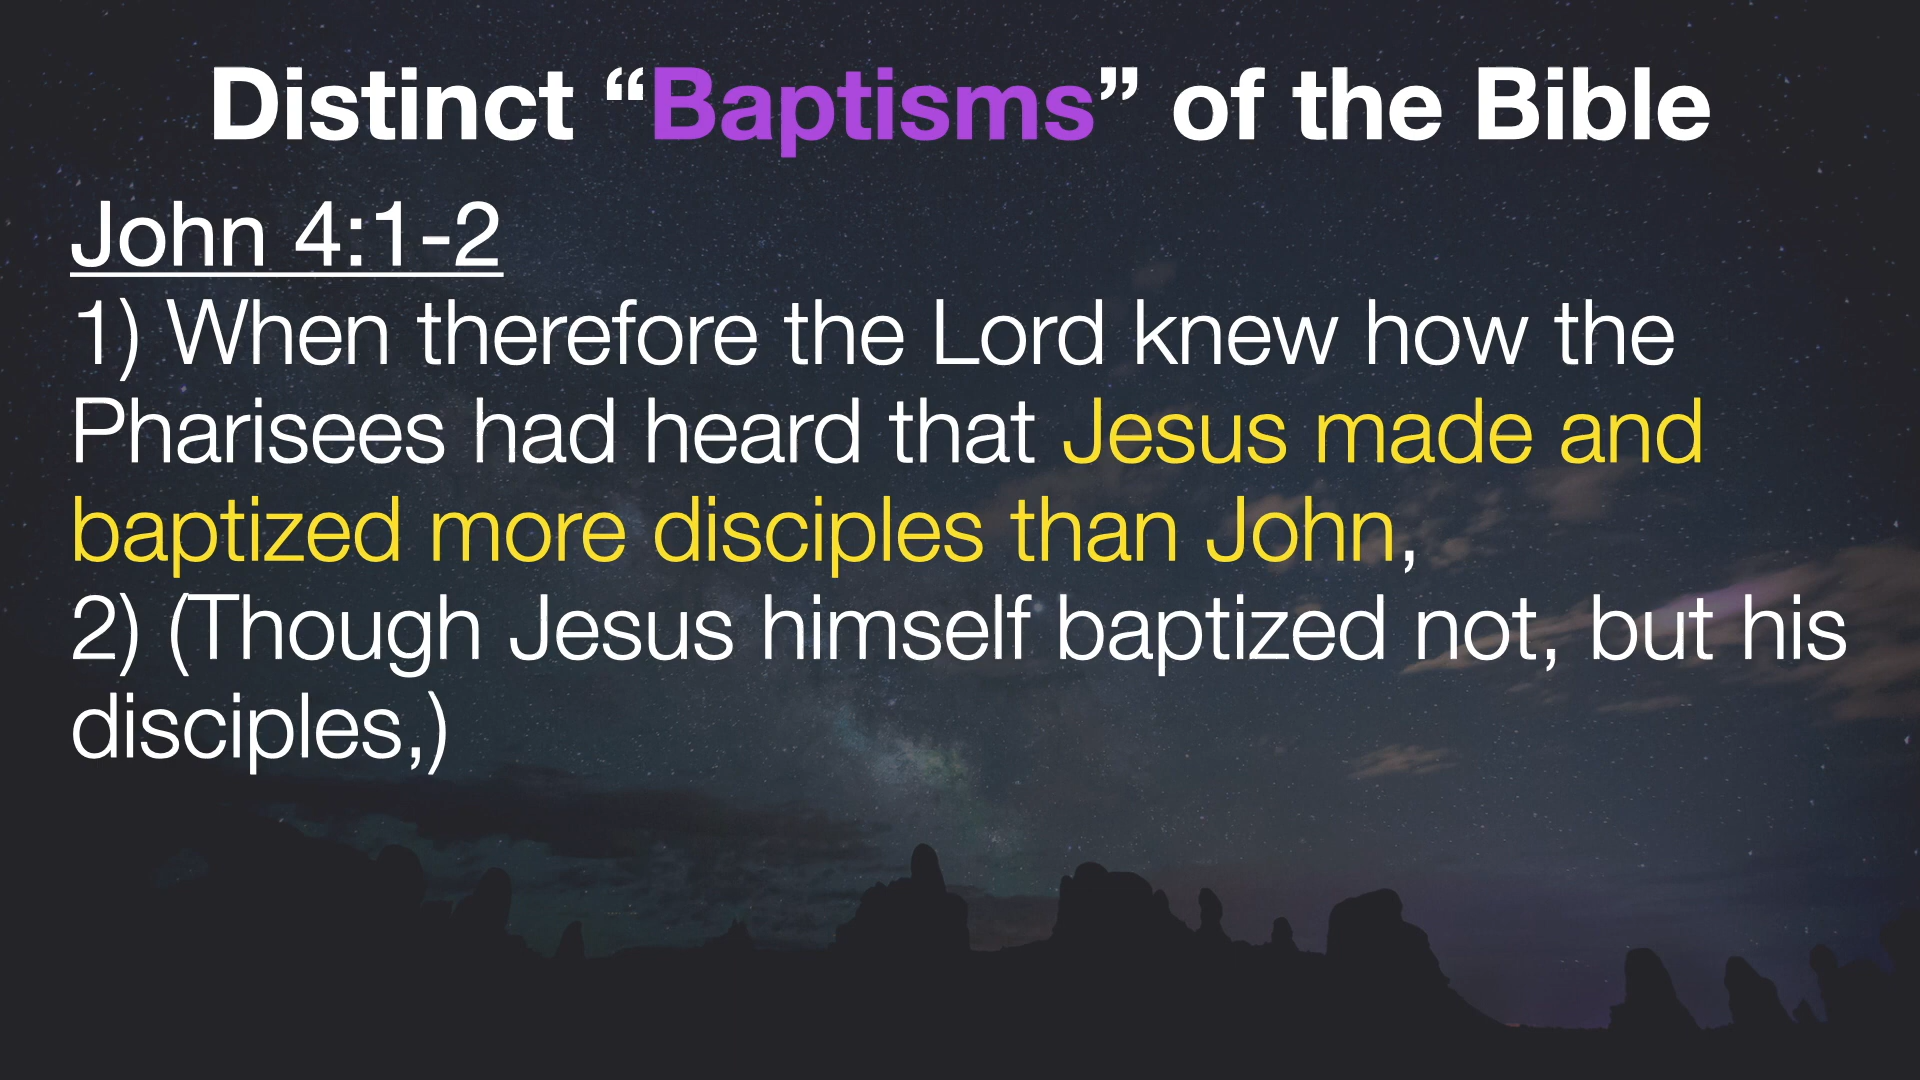 Distinct “Baptisms” of the Bible
John 4:1-2
1) When therefore the Lord knew how the
Pharisees had heard that Jesus made and
baptized more disciples than John,
2) (Though Jesus himself baptized not, but his
disciples,)